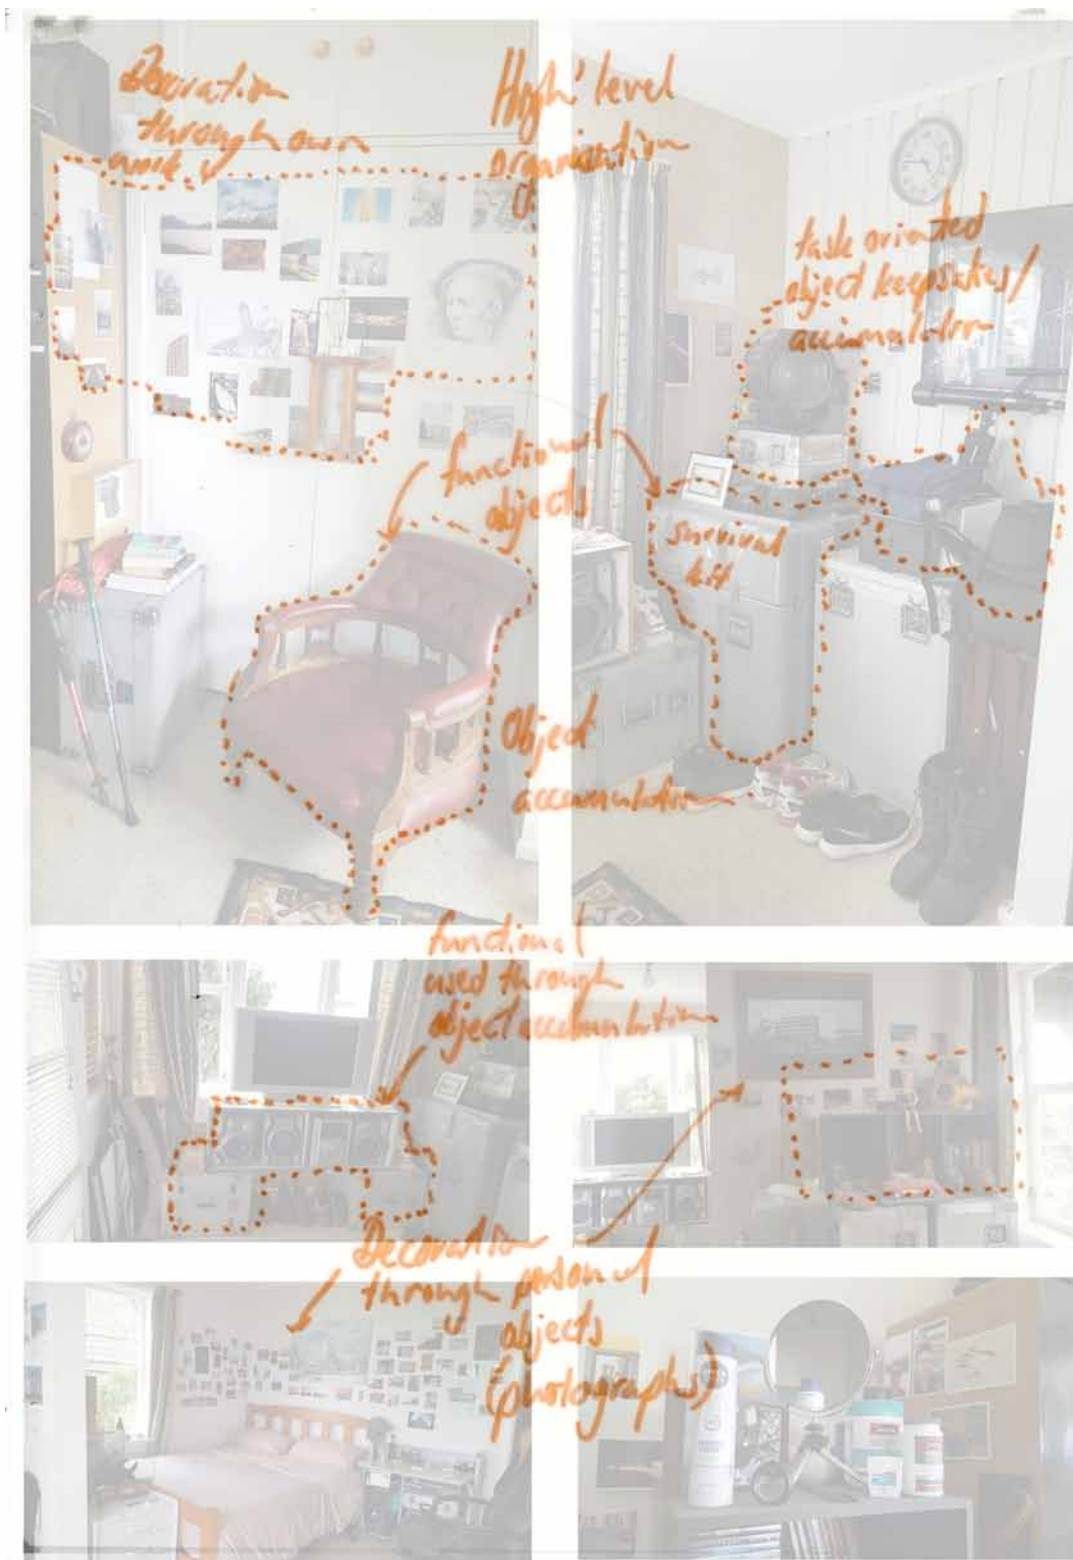 Decoration
through own
work
High level
organisation
of
task oriented
object keepsakes/
accumulation
functional
objects
survival
kit
Object
accumulation
functional
used through
object accumulation
Decoration
through personal
objects
(photographs)